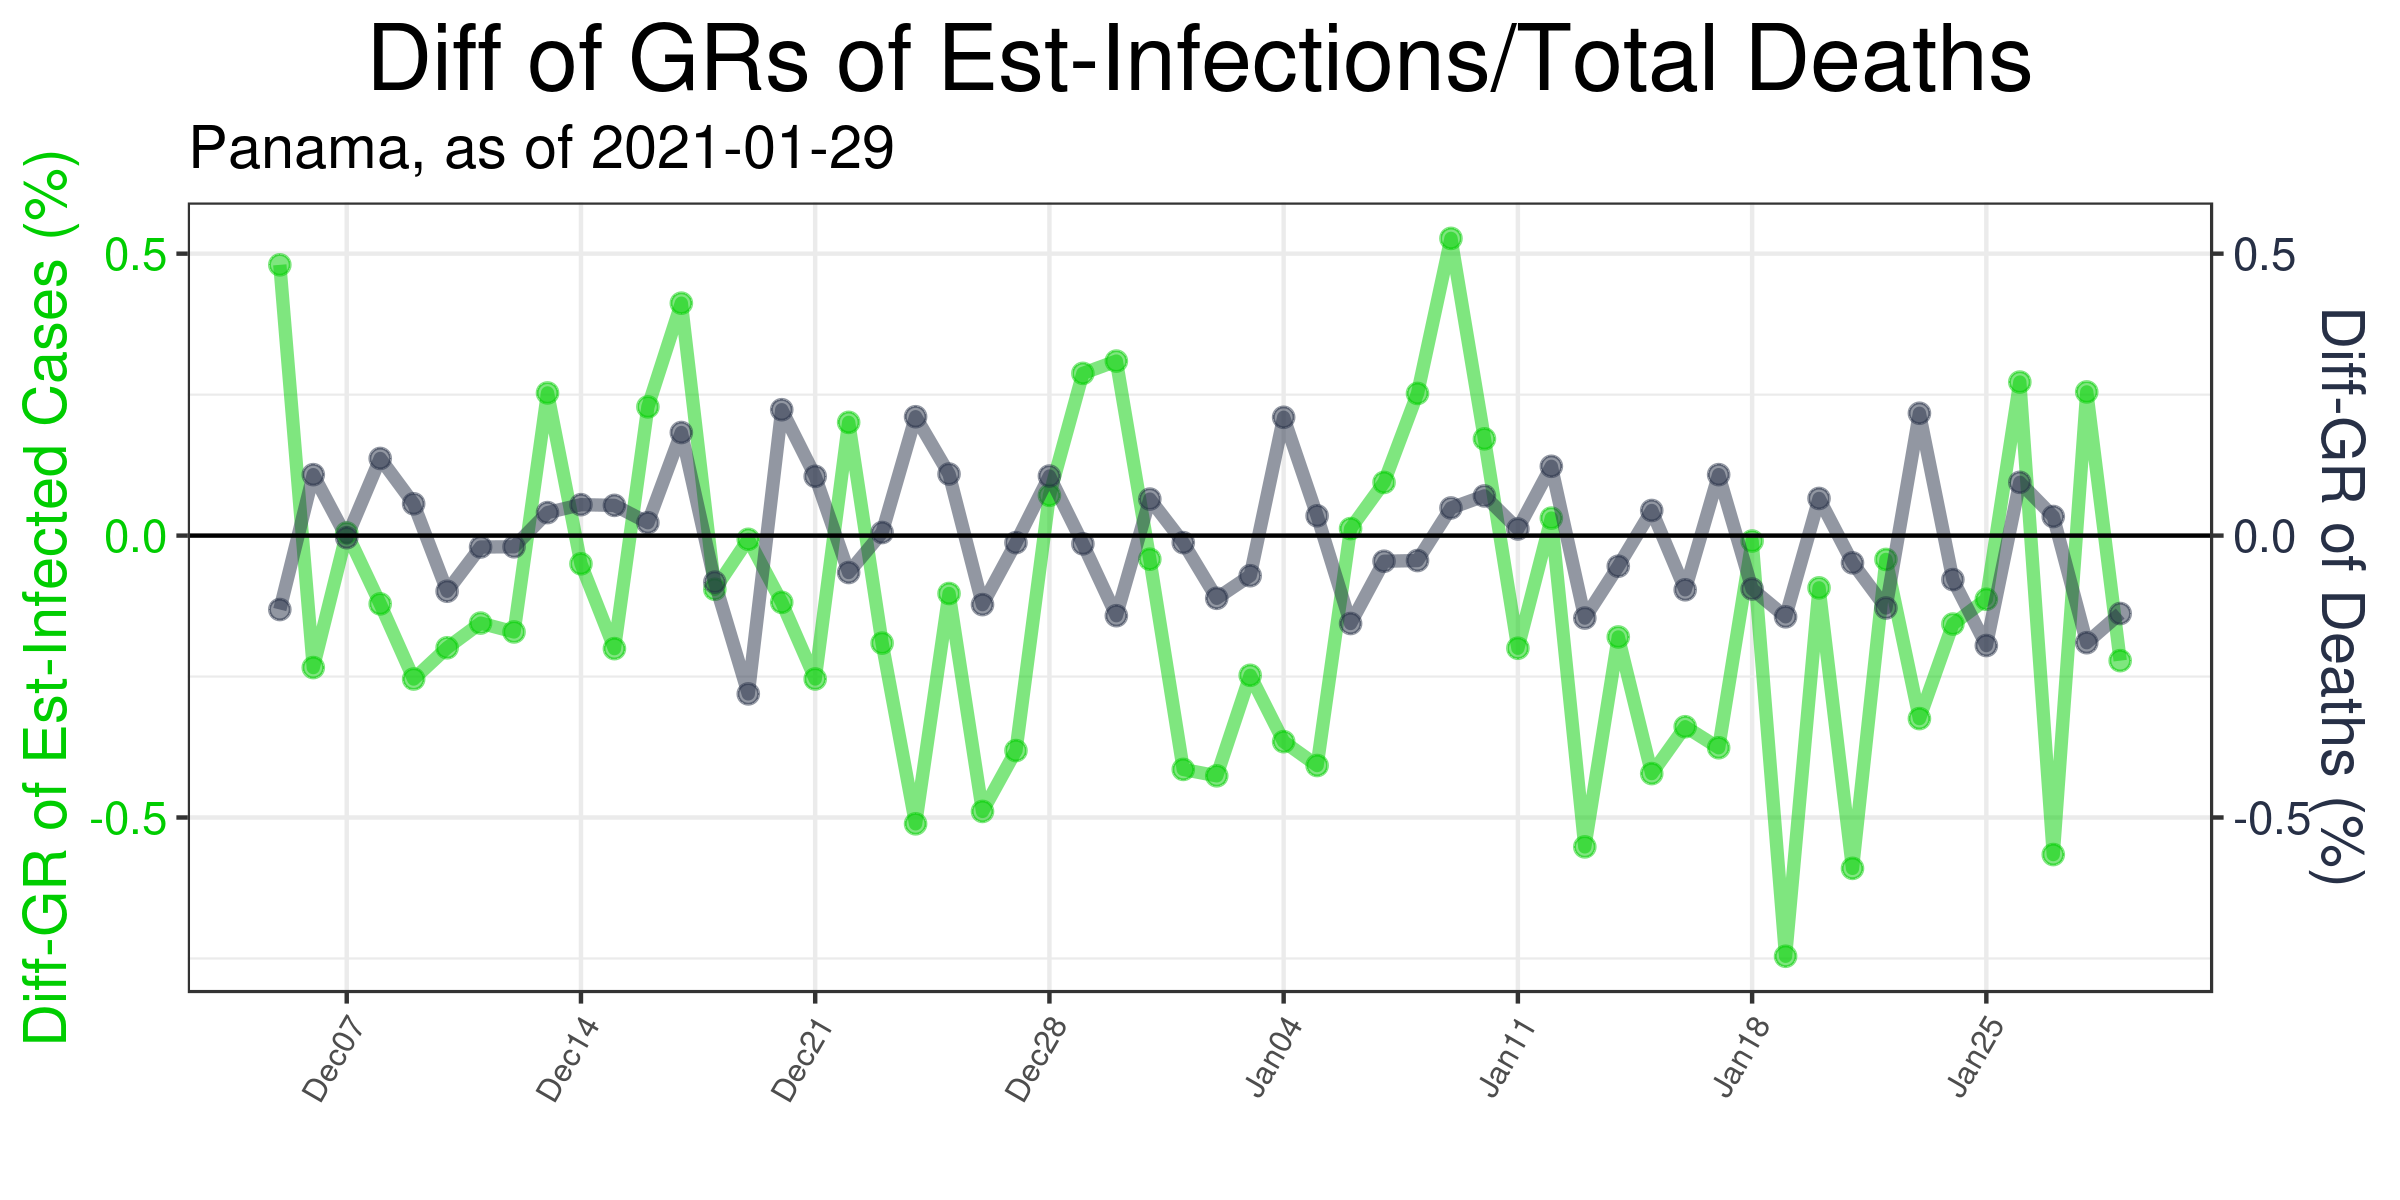 Diff of GRs of Est-Infections/Total Deaths
Panama, as of 2021-01-29
Diff-GR of Est-Infected Cases (%)
0.5
0.0
-0.5
0.5
0.0
-0.5
Diff-GR of Deaths (%)
Dec07
Dec14
Dec21
Dec28
Jan04
Jan11
Jan18
Jan25